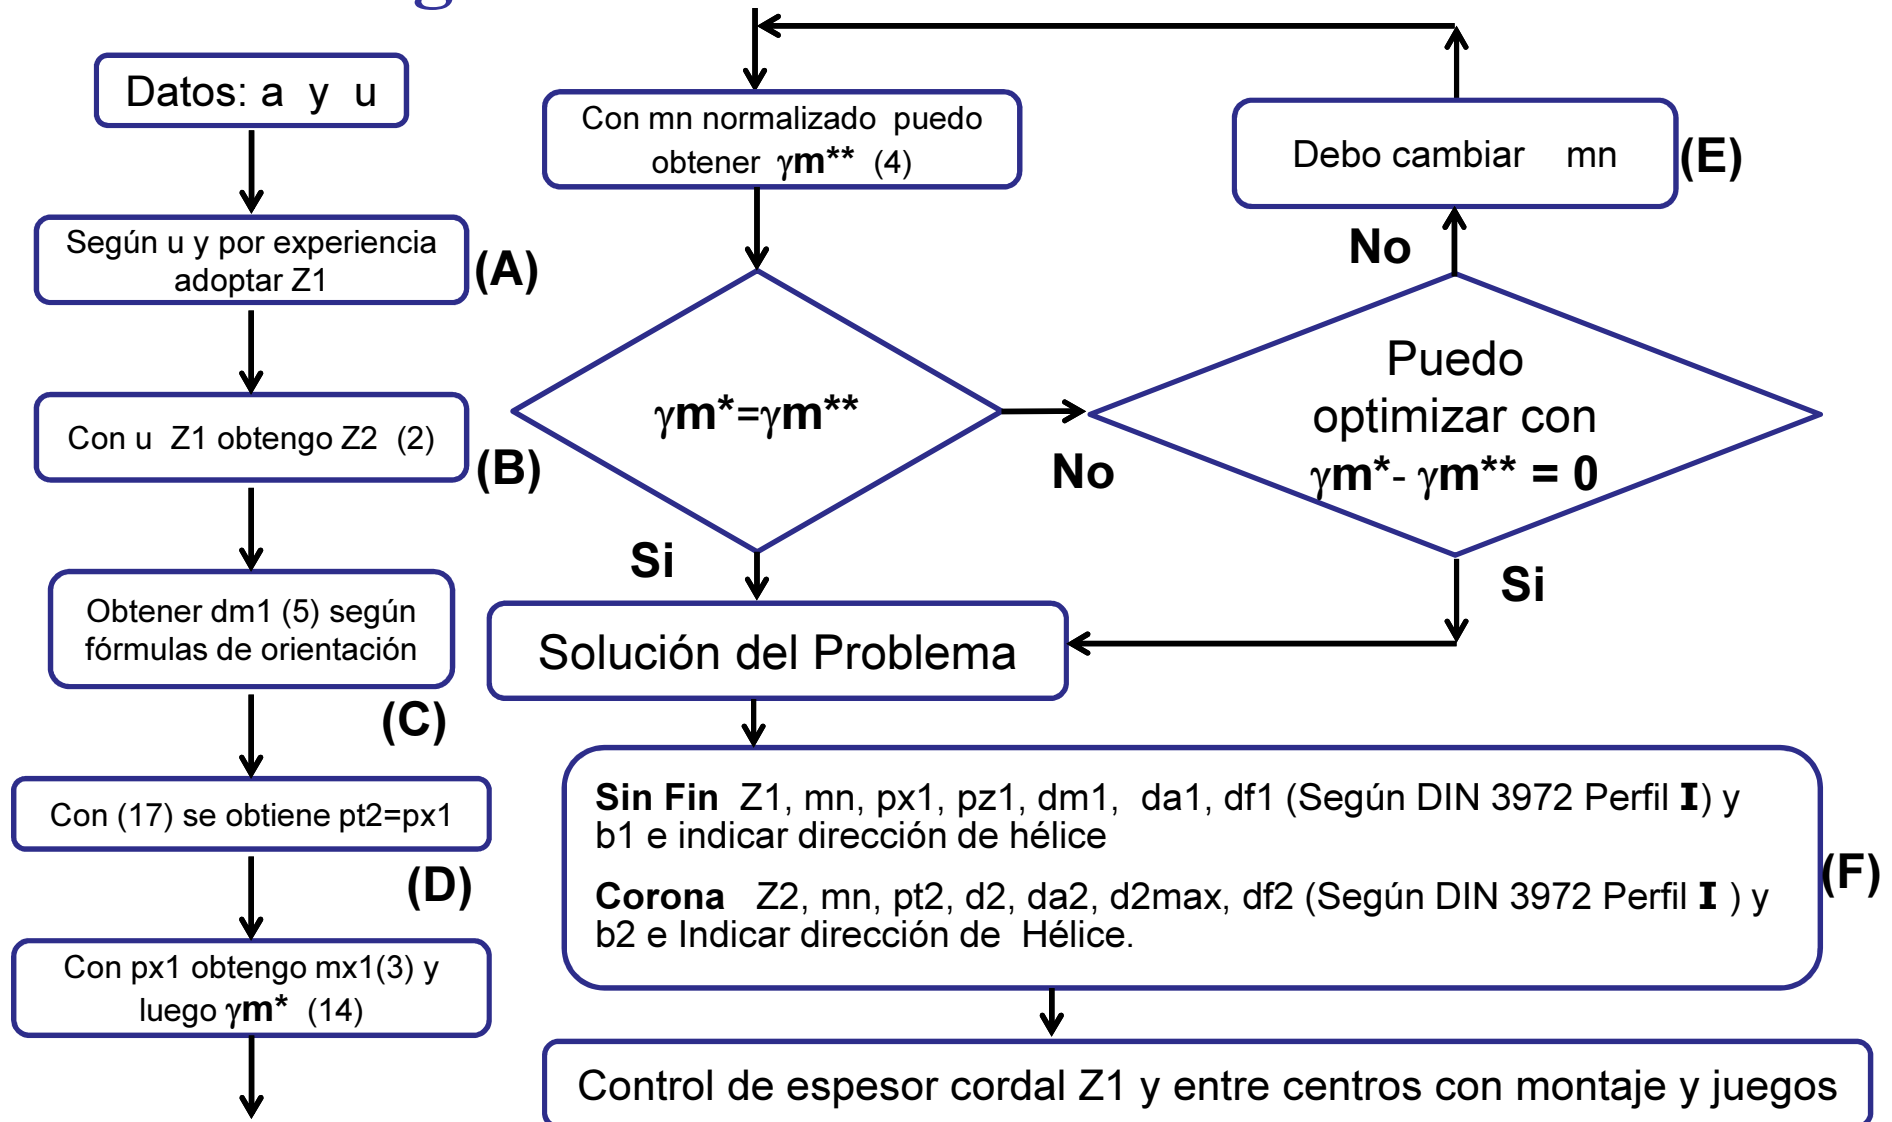 Datos: a y u
Según u y por experiencia
adoptar Z1
(A)
Con u Z1 obtengo Z2 (2)
(B)
Obtener dm1 (5) según
fórmulas de orientación
(C)
Con (17) se obtiene pt2=px1
(D)
Con px1 obtengo mx1(3) y
luego γm* (14)
Con mn normalizado puedo
obtener γm** (4)
γm*=γm**
No
Si
Puedo
optimizar con
γm*- γm** = 0
No
Si
Debo cambiar mn
(E)
Solución del Problema
Sin Fin Z1, mn, px1, pz1, dm1, da1, df1 (Según DIN 3972 Perfil I) y
b1 e indicar dirección de hélice
Corona Z2, mn, pt2, d2, da2, d2max, df2 (Según DIN 3972 Perfil I ) y
b2 e Indicar dirección de Hélice.
(F)
Control de espesor cordal Z1 y entre centros con montaje y juegos